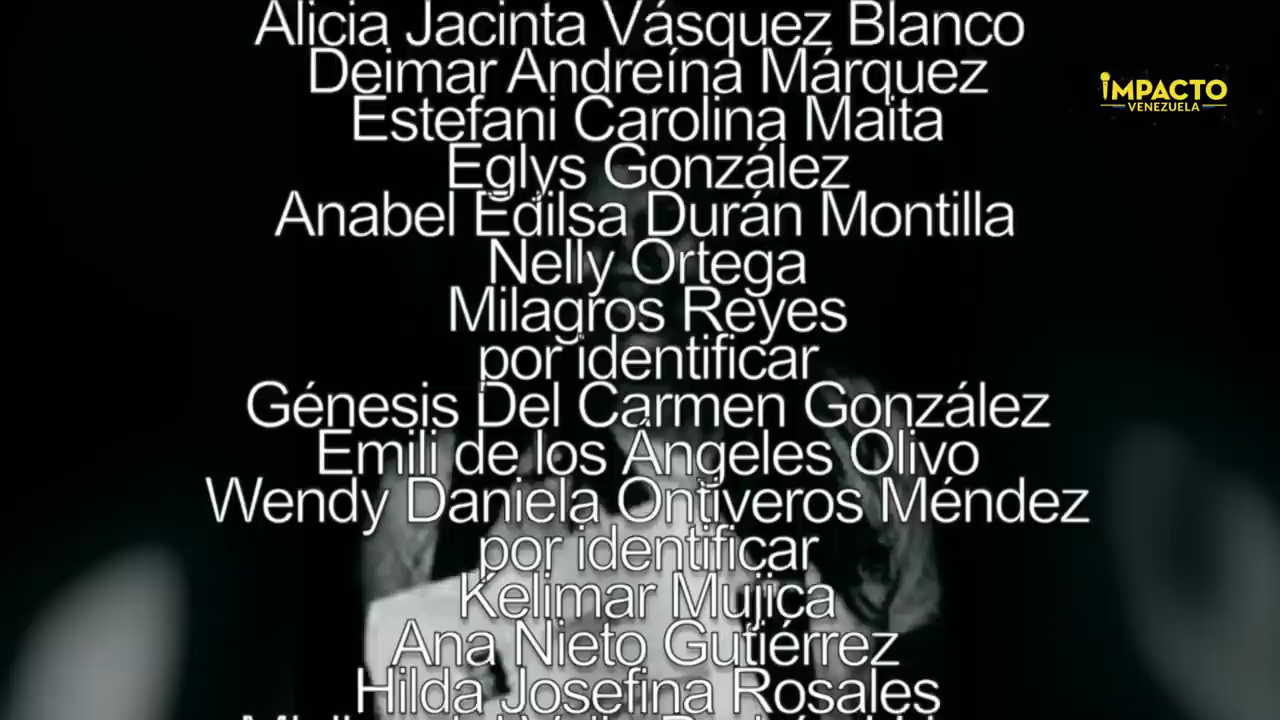 Alicia Jacinta Vásquez Blanco
Deimar Andreína Márquez
Estefani Carolina Maita
Eglys González
Anabel Edilsa Durán Montilla
Nelly Ortega
Milagros Reyes
por identificar
Génesis Del Carmen González
Emili de los Ángeles Olivo
Wendy Daniela Ontiveros Méndez
por identificar
Kelimar Mujica
Ana Nieto Gutiérrez
Hilda Josefina Rosales
IMPACTO
VENEZUELA